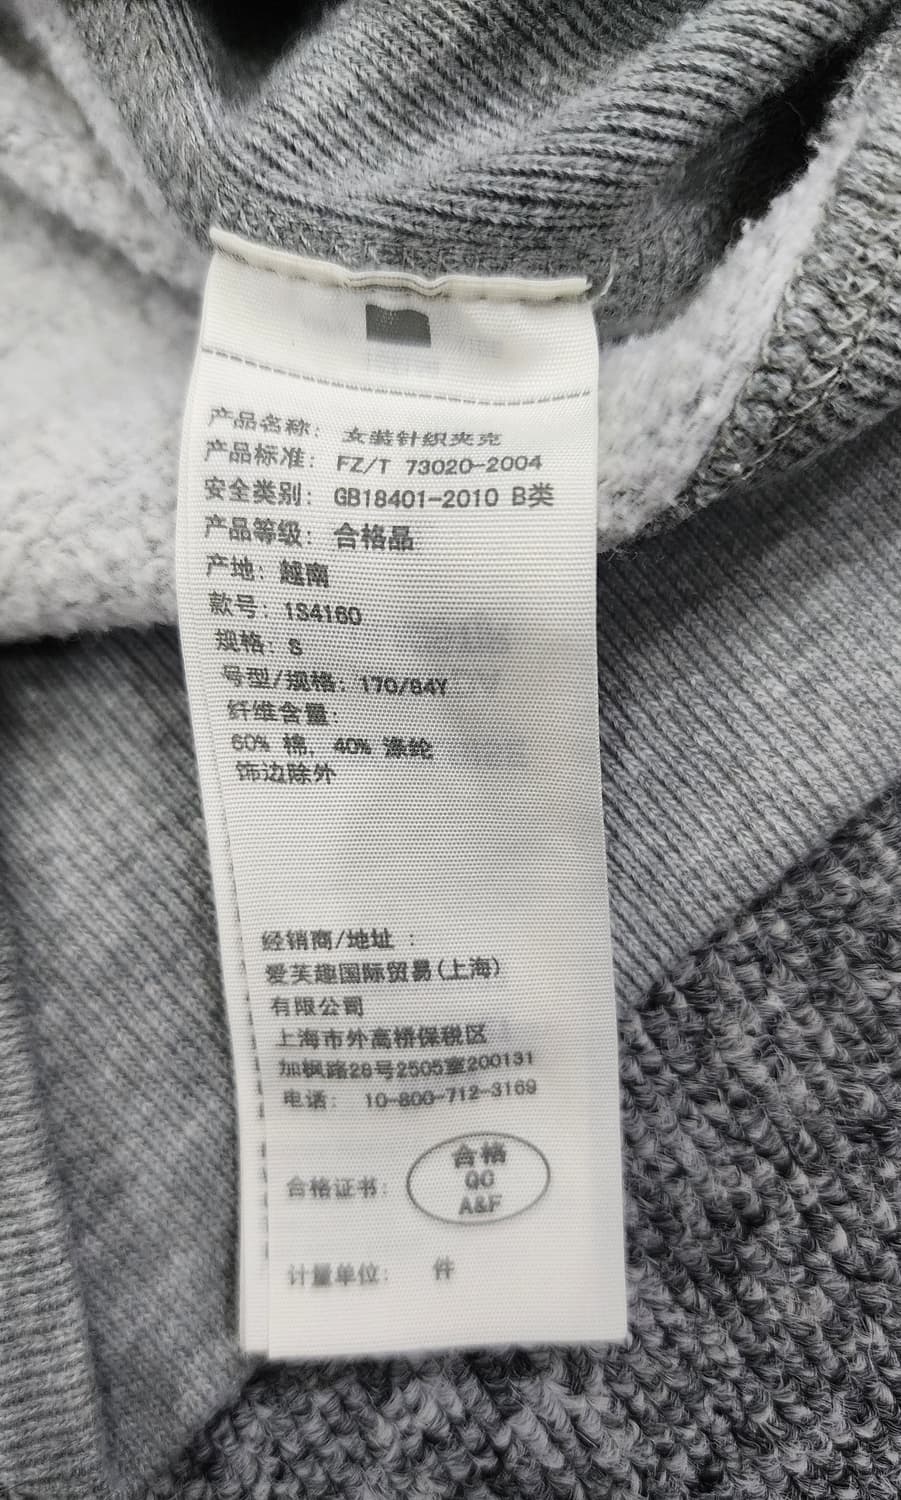 产品名称: 女装针织夹克
产品标准: FZ/T 73020-2004
安全类别: GB18401-2010 B类
产品等级: 合格品
产地: 越南
款号: 1S4160
规格: S
号型/规格: 170/84Y
纤维含量:
60% 棉, 40% 涤纶
饰边除外
经销商/地址 :
爱芙趣国际贸易(上海)
有限公司
上海市外高桥保税区
加枫路28号2505室200131
电话: 10-800-712-3169
合格
QC
A&F
合格证书:
计量单位: 件